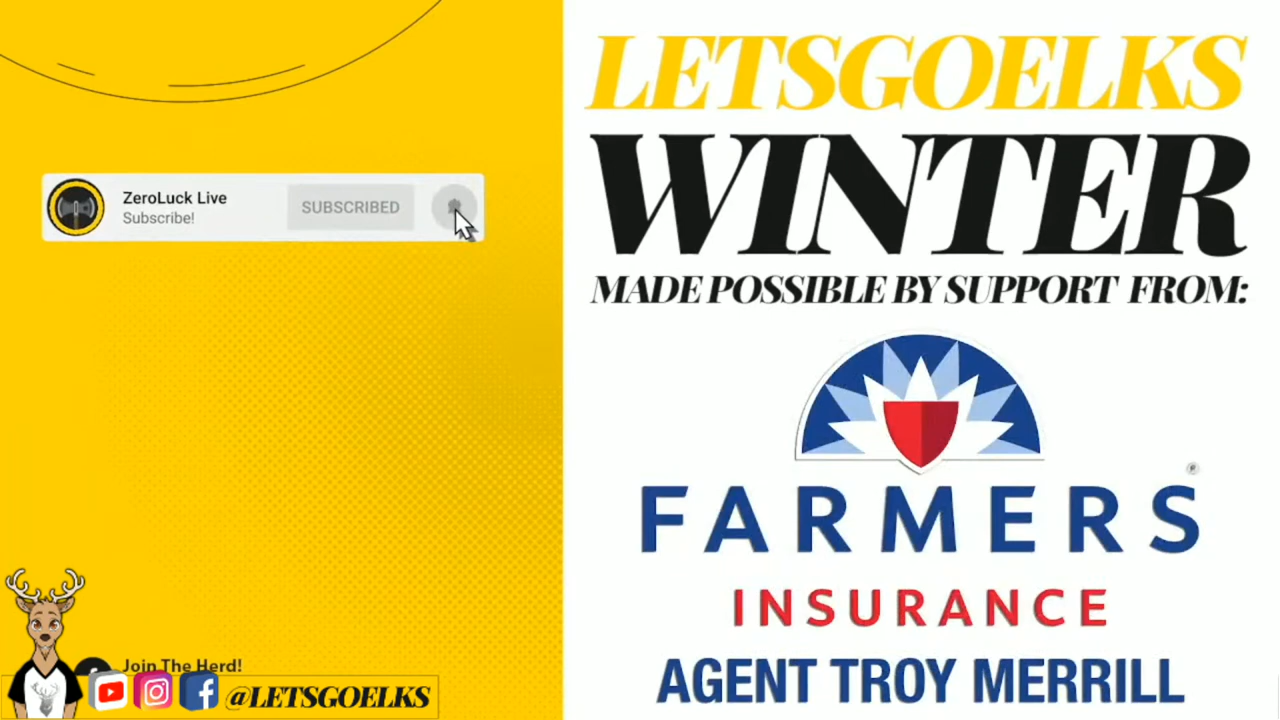 ZeroLuck Live
Subscribe!
SUBSCRIBED
LETSGOELKS
WINTER
MADE POSSIBLE BY SUPPORT FROM:
FARMERS
®
INSURANCE
AGENT TROY MERRILL
Join The Herd!
@LETSGOELKS